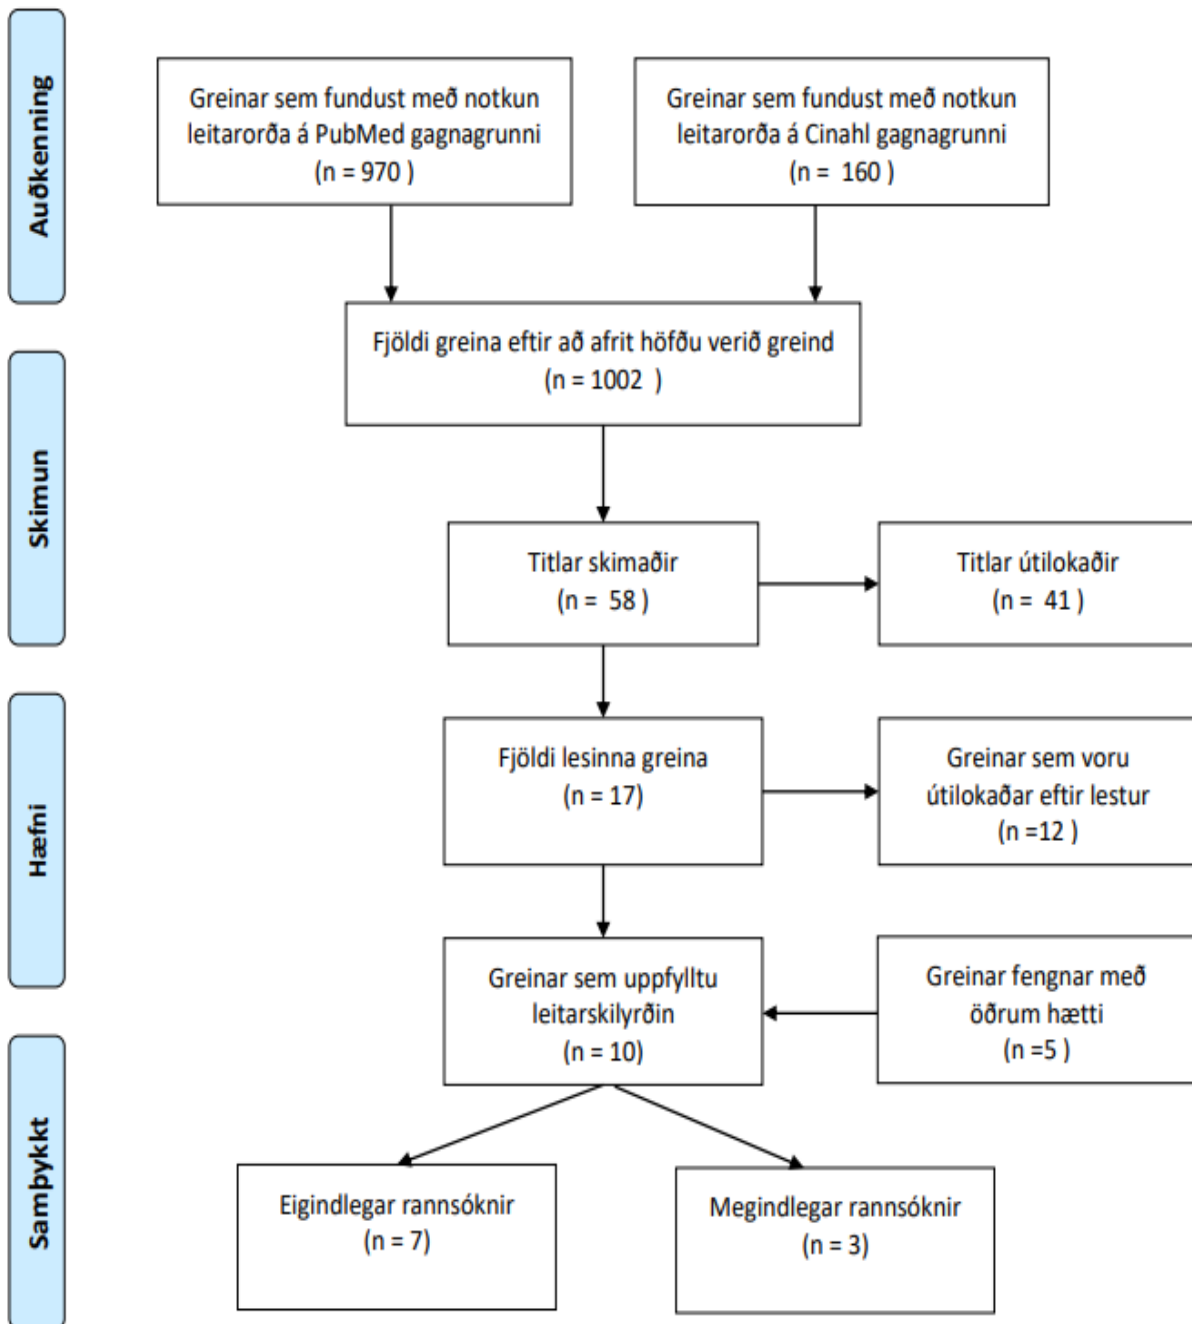 Auðkenning
Greinar sem fundust með notkun
leitarorða á PubMed gagnagrunni
(n = 970 )
Greinar sem fundust með notkun
leitarorða á Cinahl gagnagrunni
(n =  160 )
Fjöldi greina eftir að afrit höfðu verið greind
(n = 1002  )
Skimun
Titlar skimaðir
(n =  58 )
Titlar útilokaðir
(n =  41 )
Hæfni
Fjöldi lesinna greina
(n = 17)
Greinar sem voru
útilokaðar eftir lestur
(n =12 )
Greinar sem uppfylltu
leitarskilyrðin
(n = 10)
Greinar fengnar með
öðrum hætti
(n =5 )
Samþykkt
Eigindlegar rannsóknir
(n = 7)
Megindlegar rannsóknir
(n = 3)